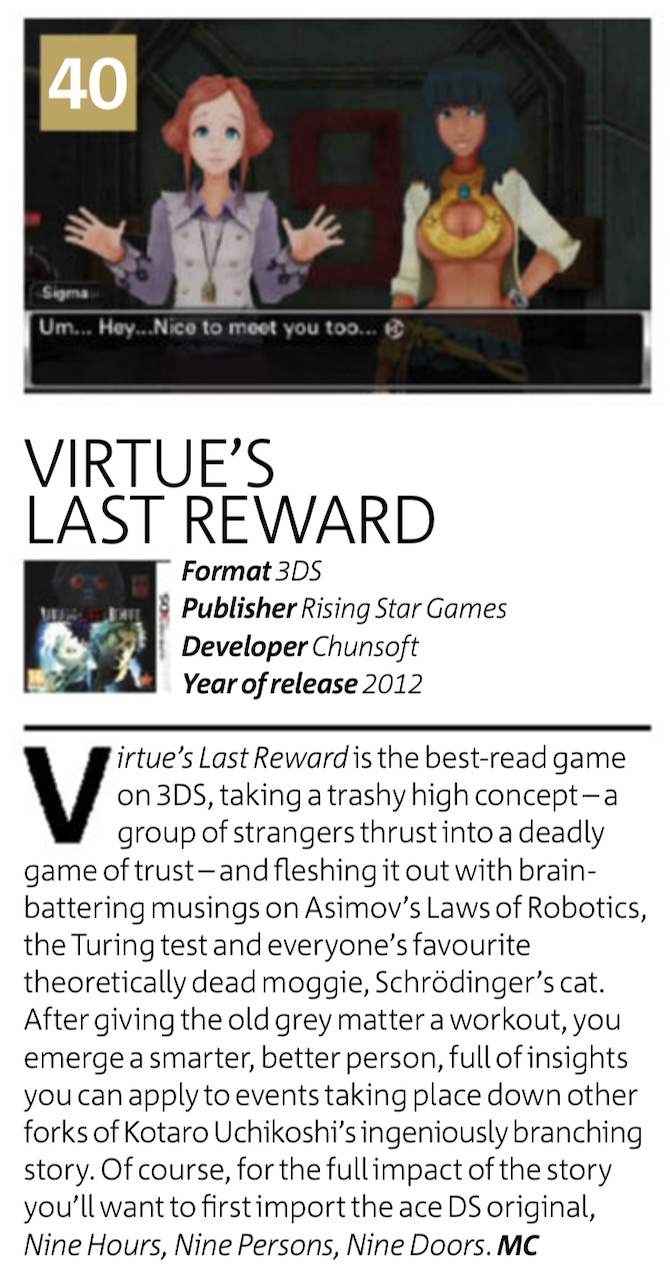 40
Sigma
Um... Hey...Nice to meet you too...
VIRTUE’S
LAST REWARD
Format 3DS
Publisher Rising Star Games
Developer Chunsoft
Year of release 2012
Virtue’s Last Reward is the best-read game
on 3DS, taking a trashy high concept – a
group of strangers thrust into a deadly
game of trust – and fleshing it out with brain-
battering musings on Asimov’s Laws of Robotics,
the Turing test and everyone’s favourite
theoretically dead moggie, Schrödinger’s cat.
After giving the old grey matter a workout, you
emerge a smarter, better person, full of insights
you can apply to events taking place down other
forks of Kotaro Uchikoshi’s ingeniously branching
story. Of course, for the full impact of the story
you’ll want to first import the ace DS original,
Nine Hours, Nine Persons, Nine Doors. MC